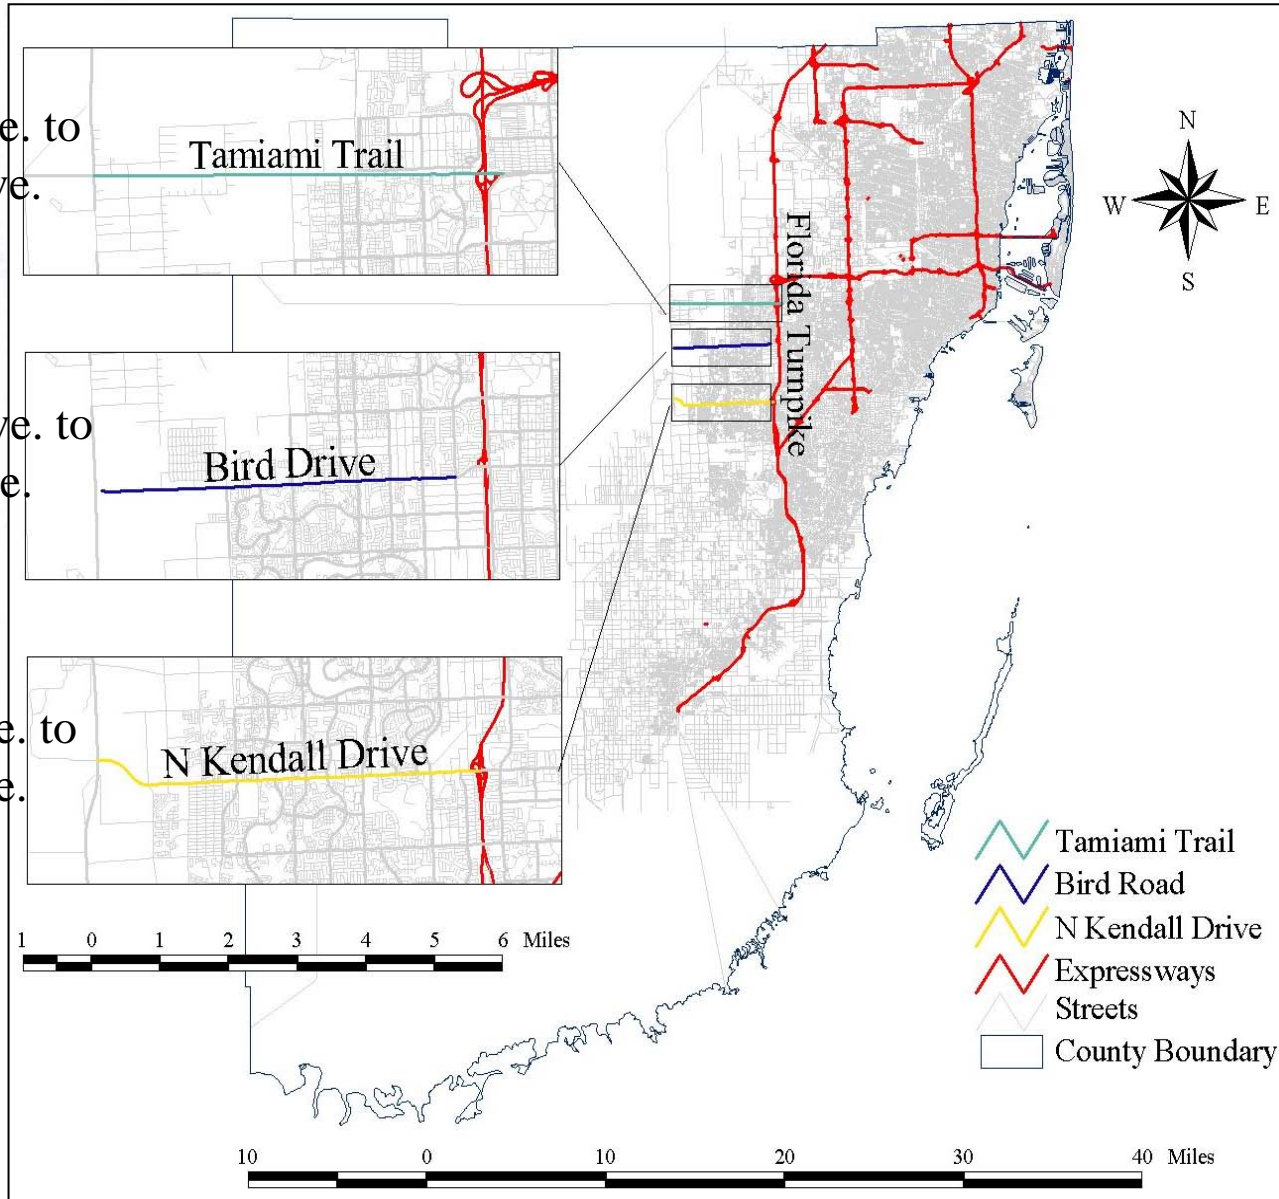 e. to
Tamiami Trail
ve.
ve. to
Bird Drive
e.
e. to
N Kendall Drive
e.
1 0 1 2 3 4 5 6 Miles
Florida Turnpike
N
W E
S
Tamiami Trail
Bird Road
N Kendall Drive
Expressways
Streets
County Boundary
10 0 10 20 30 40 Miles